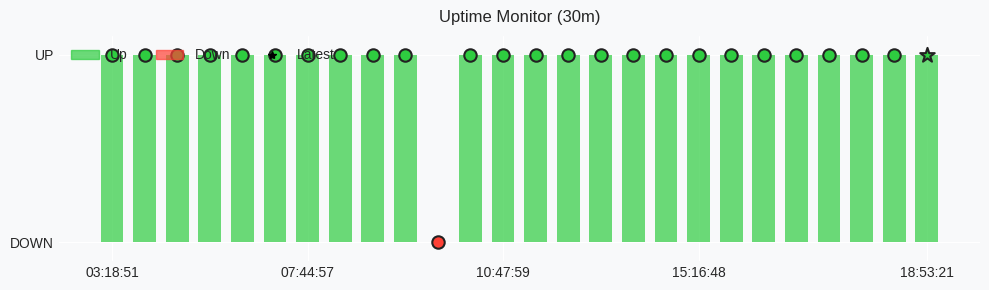 Uptime Monitor (30m)
UP
Up Down Latest
DOWN
03:18:51 07:44:57 10:47:59 15:16:48 18:53:21